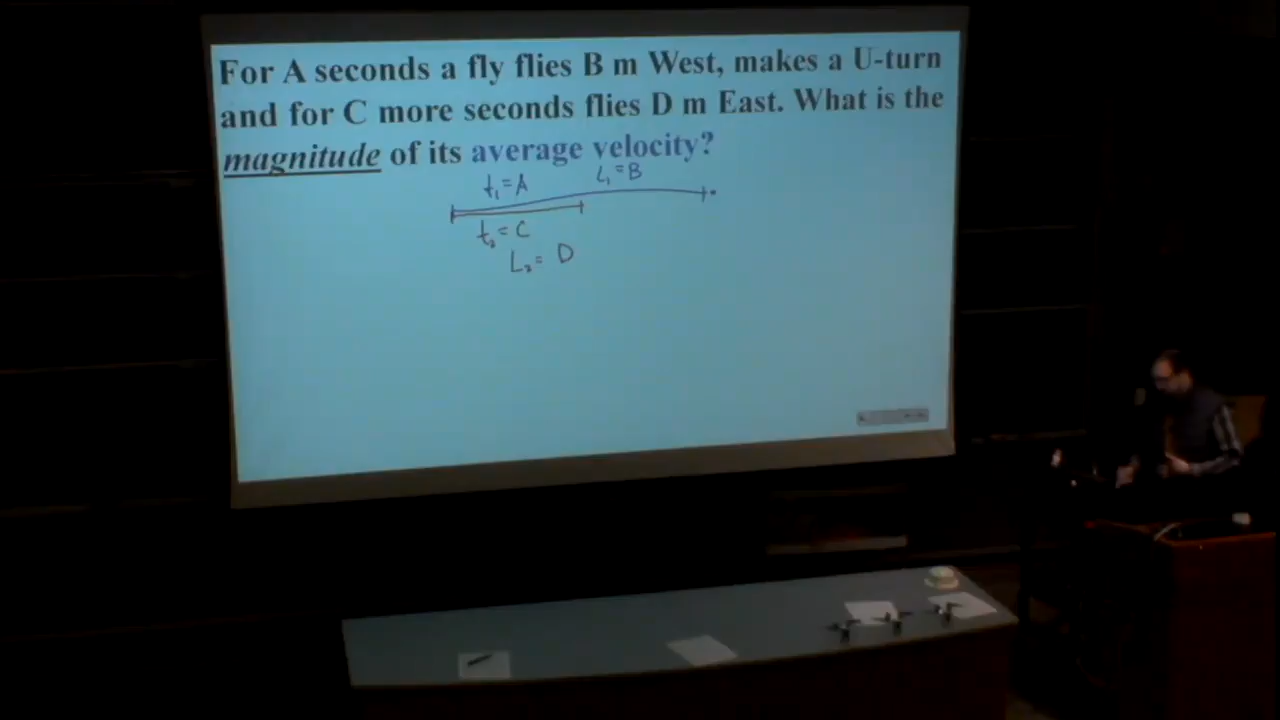 For A seconds a fly flies B m West, makes a U-turn
and for C more seconds flies D m East. What is the
magnitude of its average velocity?
t₁ = A L₁ = B
t₂ = C
L₂ = D